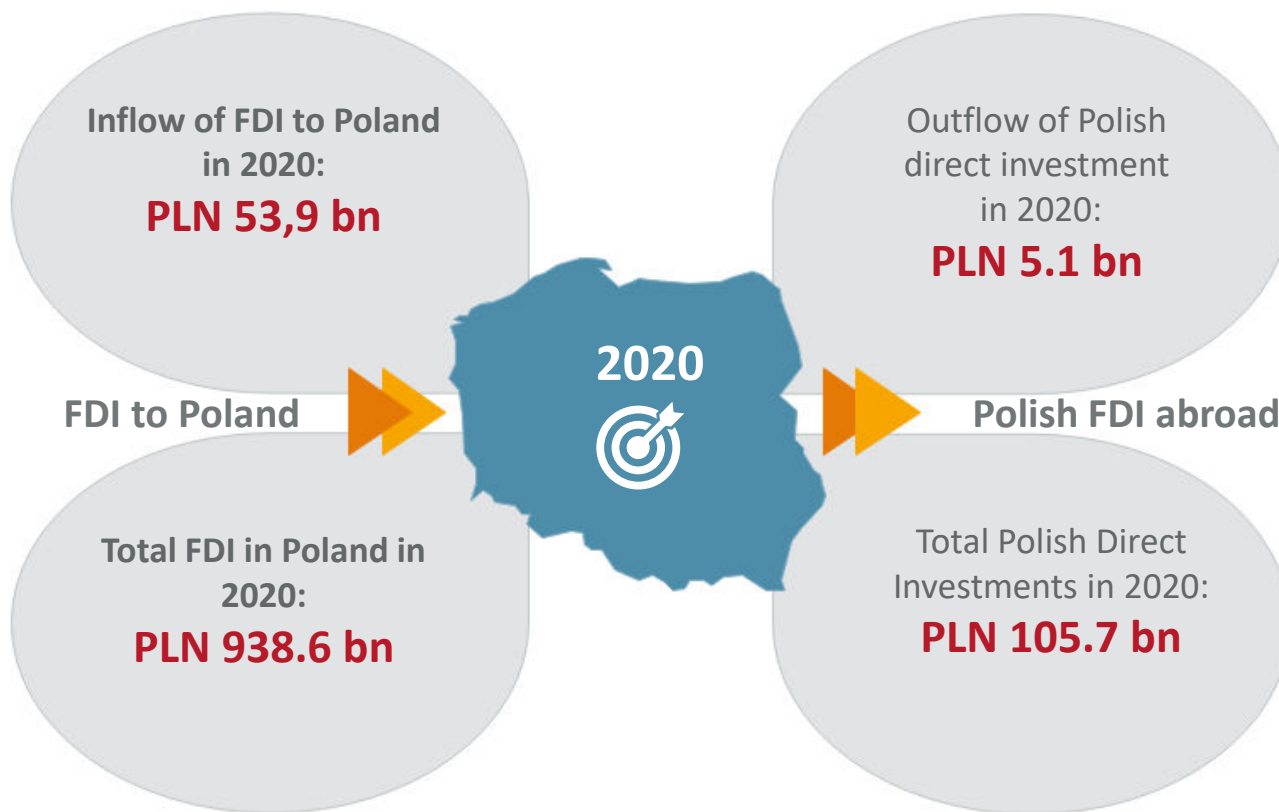 Inflow of FDI to Poland
in 2020:
PLN 53,9 bn
Outflow of Polish
direct investment
in 2020:
PLN 5.1 bn
2020
FDI to Poland
Polish FDI abroad
Total FDI in Poland in
2020:
PLN 938.6 bn
Total Polish Direct
Investments in 2020:
PLN 105.7 bn